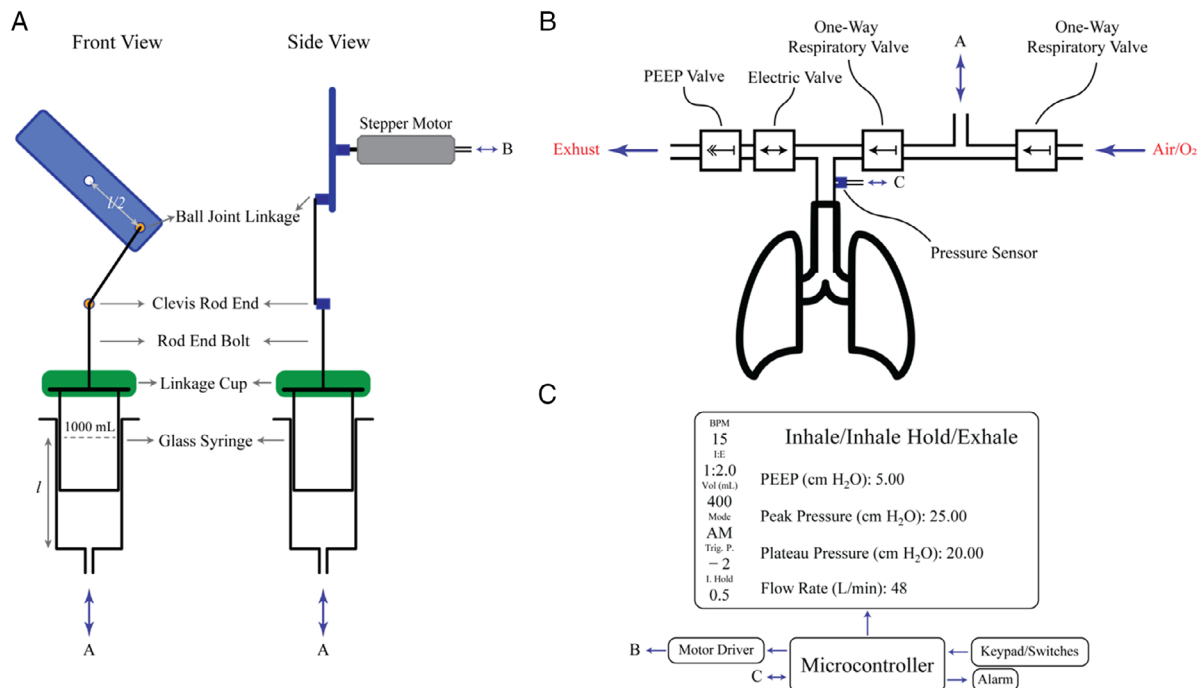 A
Front View
Side View
Stepper Motor
B
l/2
Ball Joint Linkage
Clevis Rod End
Rod End Bolt
Linkage Cup
1000 mL
Glass Syringe
l
A
A
B
One-Way
Respiratory Valve
A
One-Way
Respiratory Valve
PEEP Valve
Electric Valve
Exhust
Air/O₂
C
Pressure Sensor
C
BPM
15
I:E
1:2.0
Vol (mL)
400
Mode
AM
Trig. P.
− 2
I. Hold
0.5
Inhale/Inhale Hold/Exhale
PEEP (cm H₂O): 5.00
Peak Pressure (cm H₂O): 25.00
Plateau Pressure (cm H₂O): 20.00
Flow Rate (L/min): 48
B
Motor Driver
C
Microcontroller
Keypad/Switches
Alarm